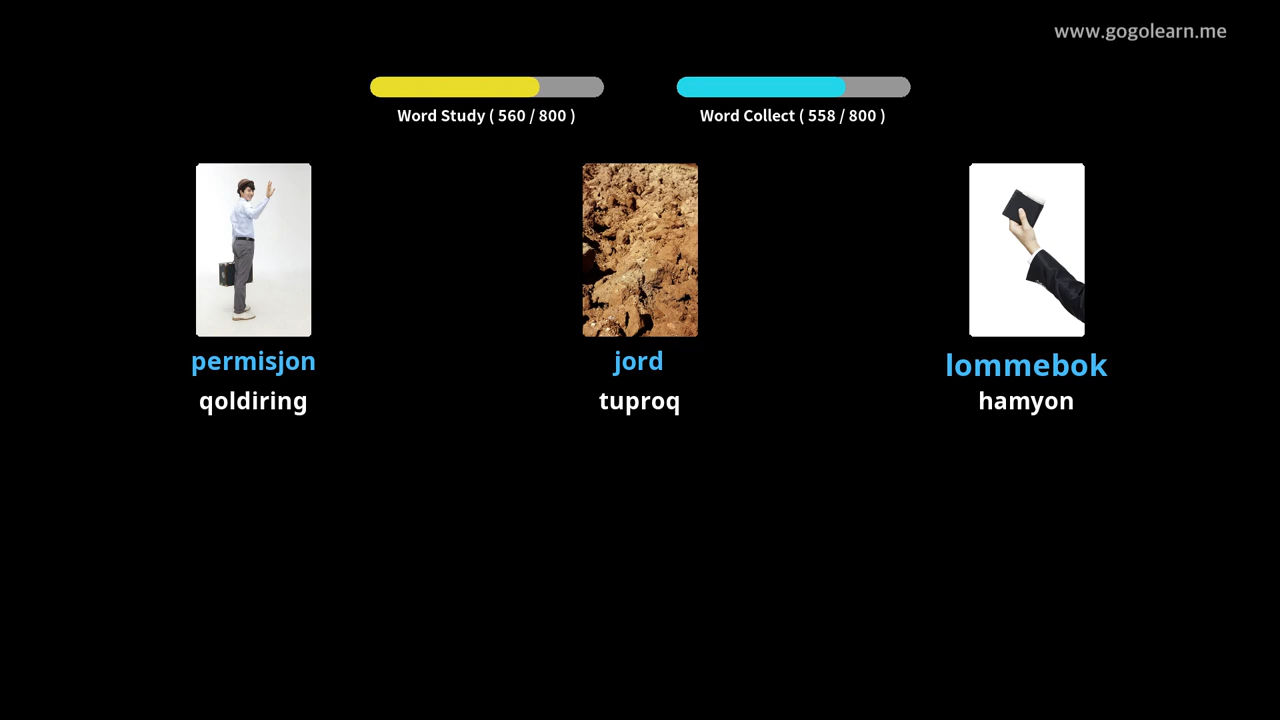 www.gogolearn.me
Word Study ( 560 / 800 )
Word Collect ( 558 / 800 )
permisjon
qoldiring
jord
tuproq
lommebok
hamyon